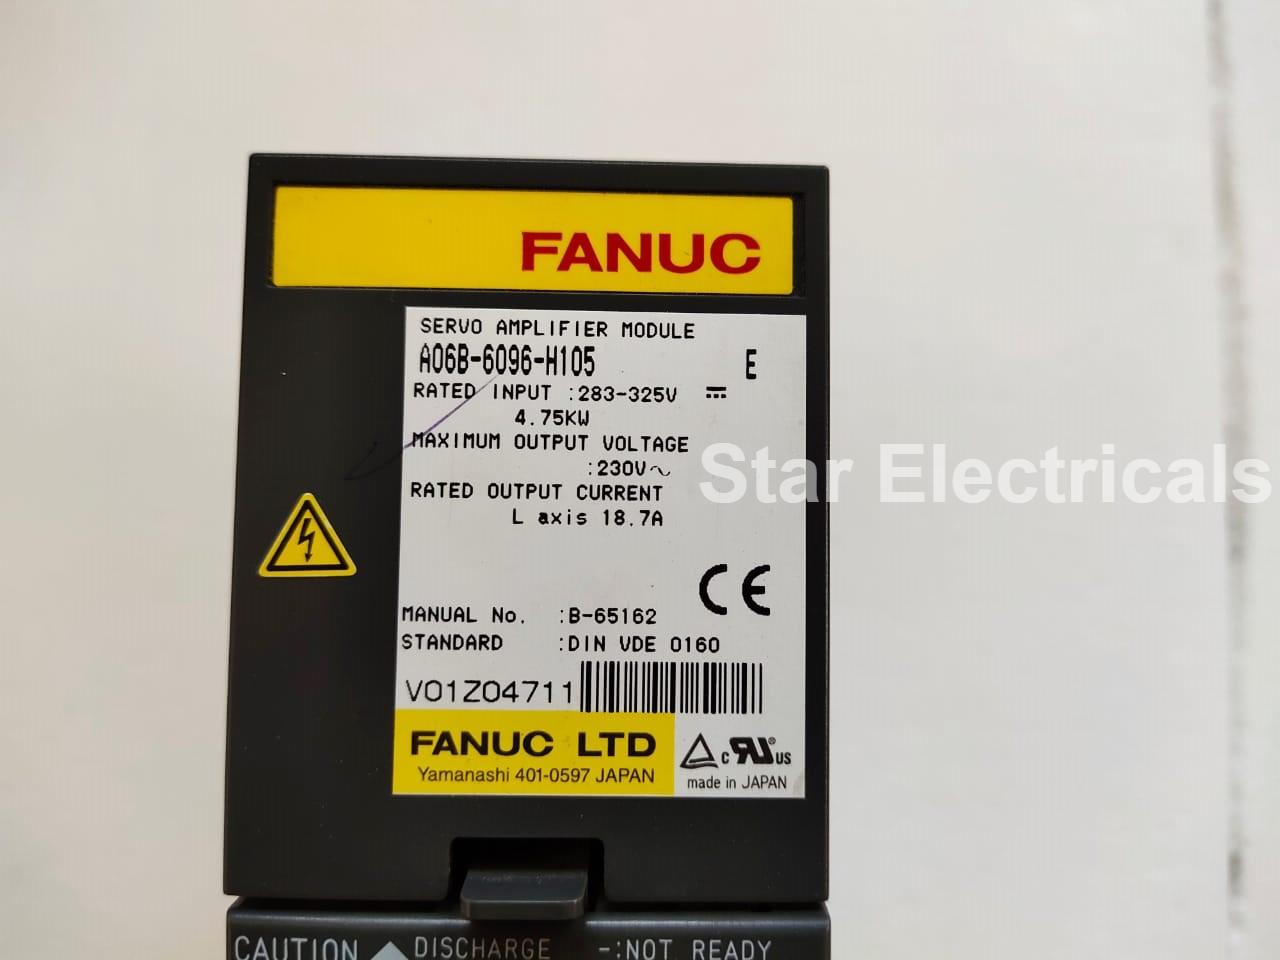 FANUC
SERVO AMPLIFIER MODULE
A06B-6096-H105 E
RATED INPUT :283-325V
4.75KW
MAXIMUM OUTPUT VOLTAGE
:230V~
RATED OUTPUT CURRENT
L axis 18.7A
Star Electricals
CE
MANUAL No. :B-65162
STANDARD :DIN VDE 0160
V01Z04711
FANUC LTD
Yamanashi 401-0597 JAPAN
c RU® US
made in JAPAN
CAUTION DISCHARGE -:NOT READY